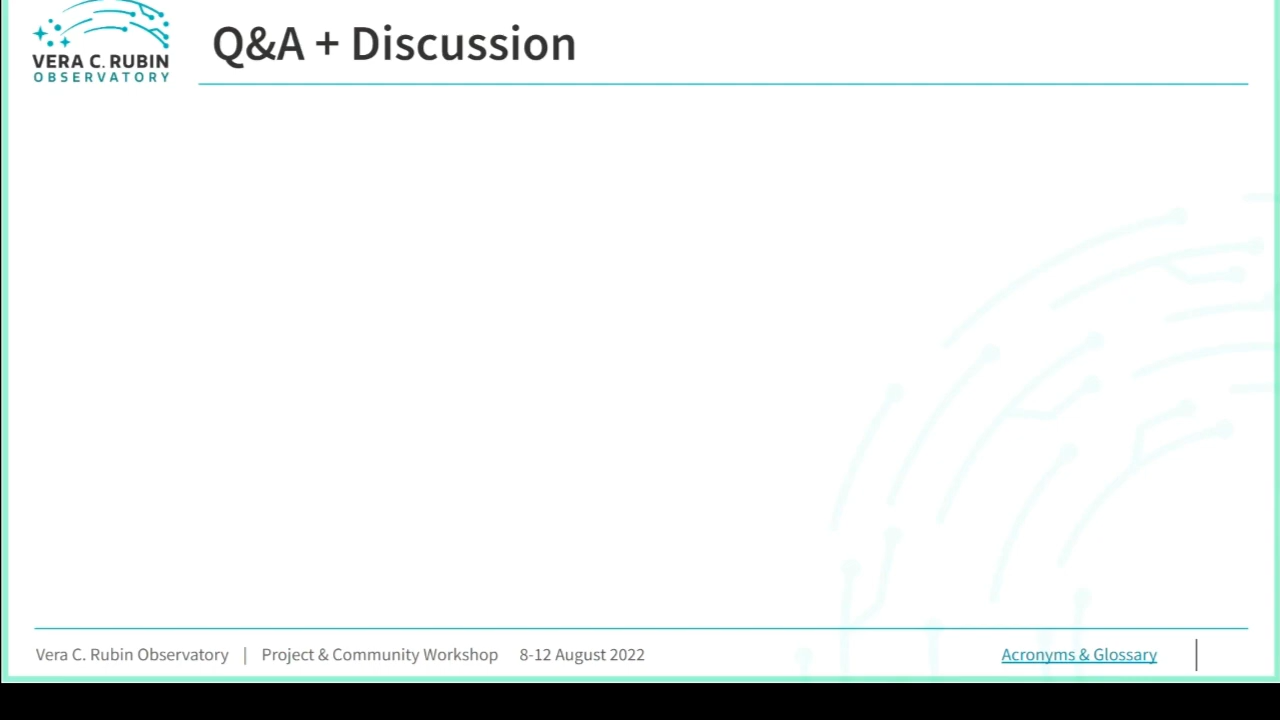 VERA C. RUBIN
OBSERVATORY
Q&A + Discussion
Vera C. Rubin Observatory | Project & Community Workshop 8-12 August 2022
Acronyms & Glossary